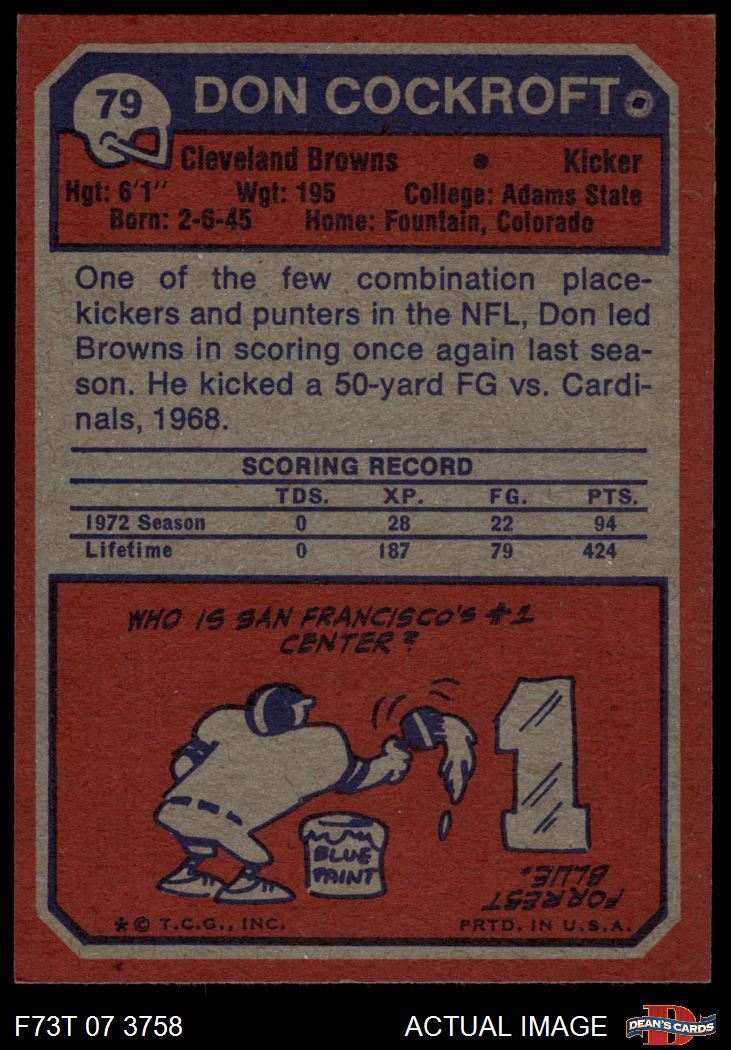 79
DON COCKROFT
Cleveland Browns • Kicker
Hgt: 6'1" Wgt: 195 College: Adams State
Born: 2-6-45 Home: Fountain, Colorado
One of the few combination place-
kickers and punters in the NFL, Don led
Browns in scoring once again last sea-
son. He kicked a 50-yard FG vs. Cardi-
nals, 1968.
SCORING RECORD
TDS. XP. FG. PTS.
1972 Season 0 28 22 94
Lifetime 0 187 79 424
WHO IS SAN FRANCISCO'S #1
CENTER?
1
BLUE
PAINT
FORREST
BLUE.
* © T.C.G., INC. PRTD. IN U.S.A.
F73T 07 3758 ACTUAL IMAGE
D
DEAN'S CARDS